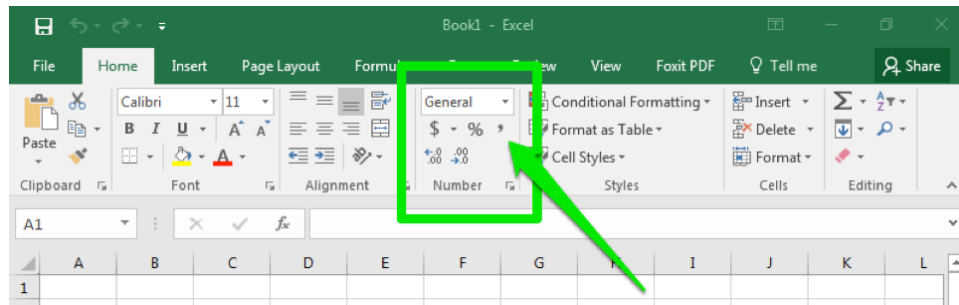 Book1 - Excel
File Home Insert Page Layout View Foxit PDF Tell me Share
Calibri 11 General Conditional Formatting Insert
Paste B I U A A $ % , Format as Table Delete
A .00 .00 Cell Styles Format
Clipboard Font Alignment Number Styles Cells Editing
A1 fx
A B C D E F G I J K L
1